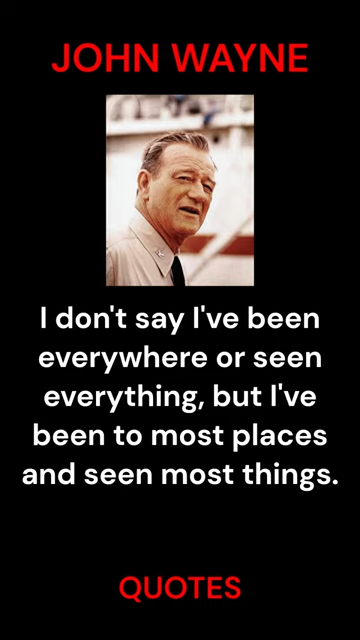 JOHN WAYNE
I don't say I've been
everywhere or seen
everything, but I've
been to most places
and seen most things.
QUOTES